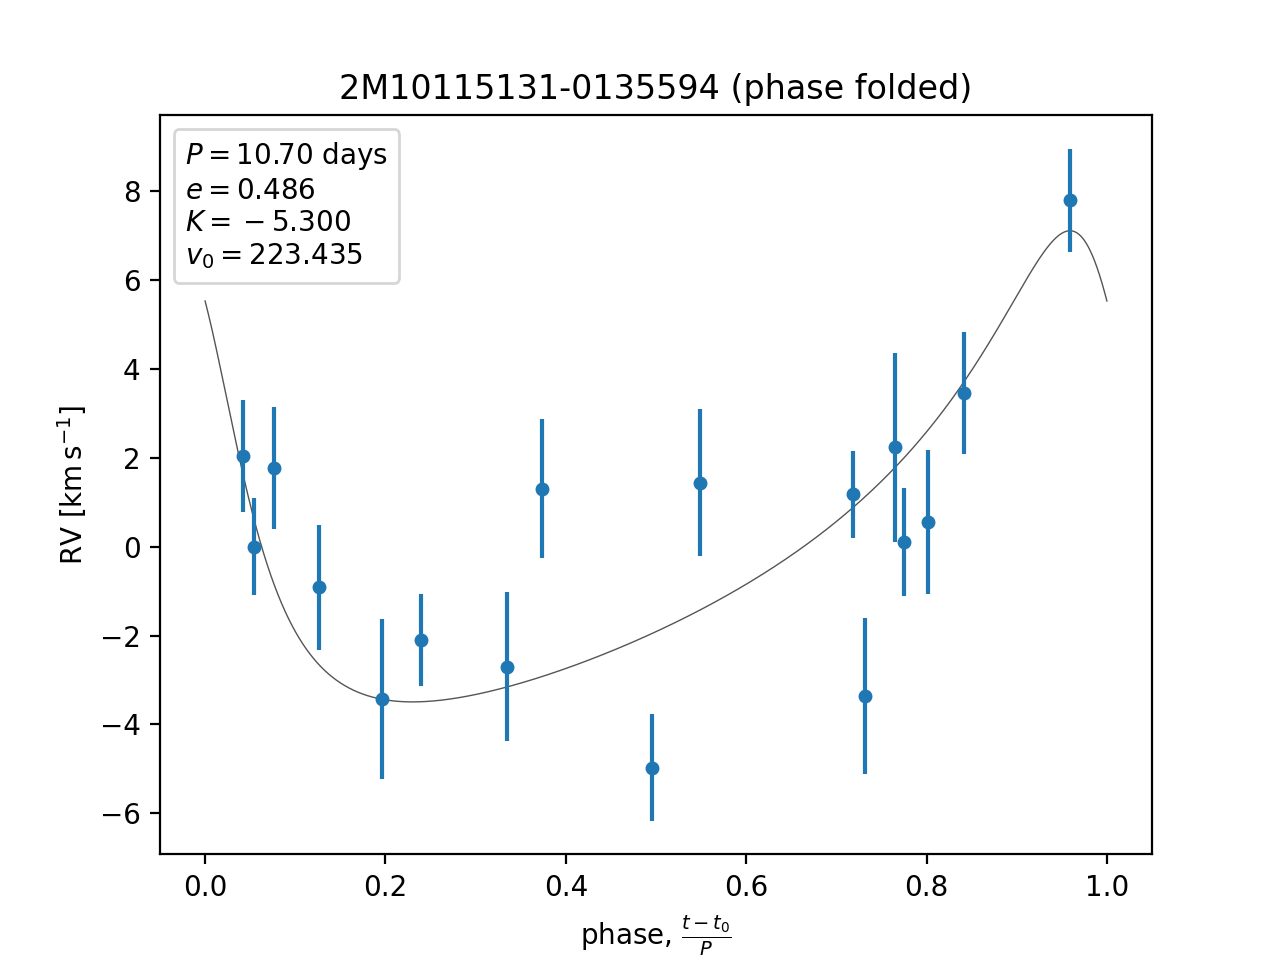 2M10115131-0135594 (phase folded)
P = 10.70 days
e = 0.486
K = −5.300
v₀ = 223.435
8
6
4
2
0
−2
−4
−6
RV [km s⁻¹]
0.0 0.2 0.4 0.6 0.8 1.0
phase, (t − t₀)/P